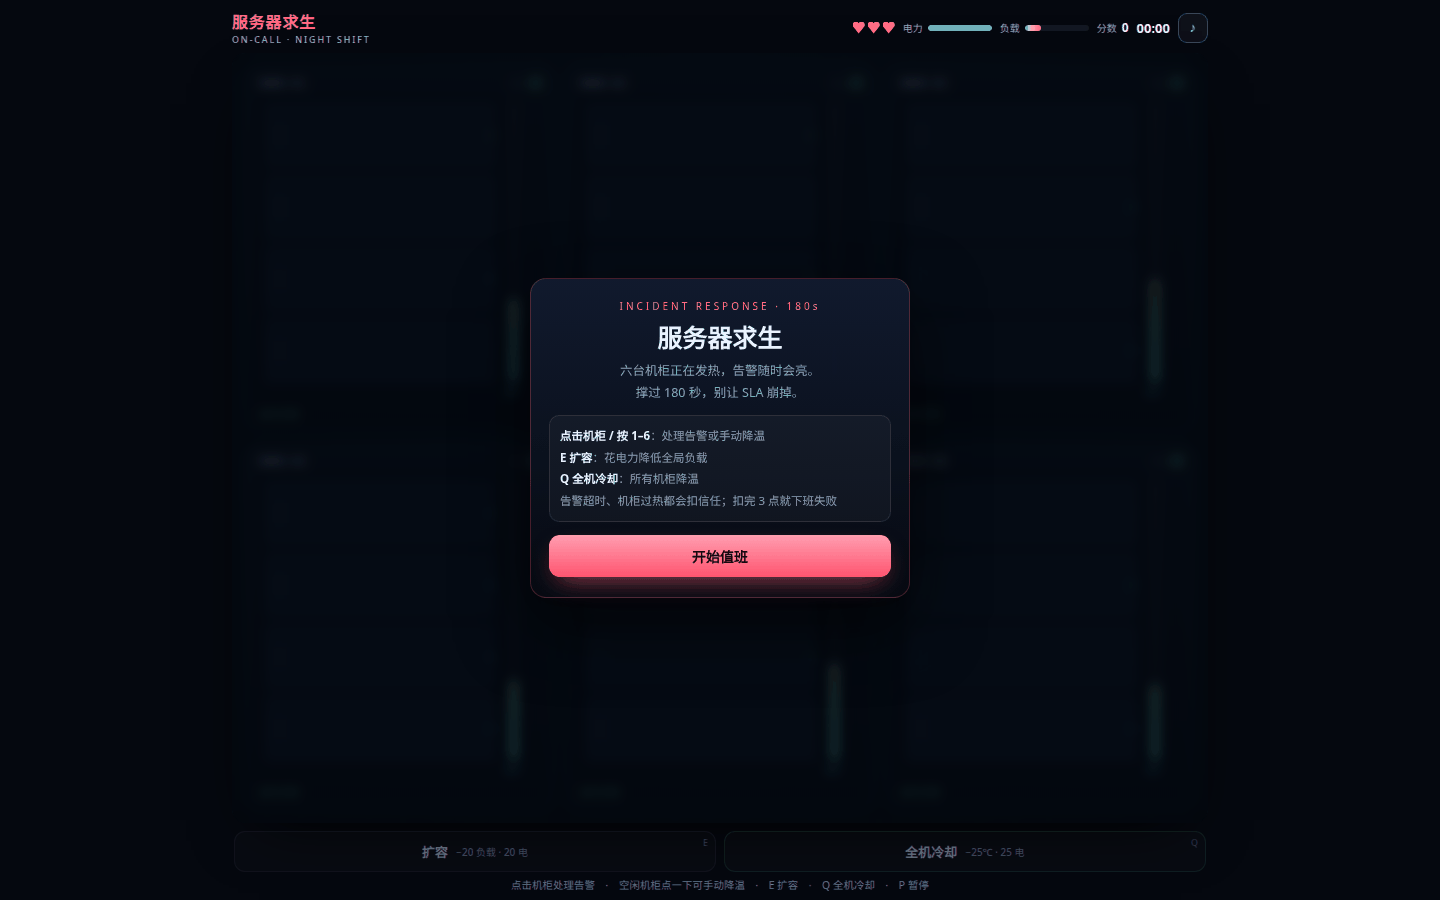 服务器求生
ON-CALL · NIGHT SHIFT
电力
负载
分数 0 00:00
INCIDENT RESPONSE · 180s
服务器求生
六台机柜正在发热，告警随时会亮。
撑过 180 秒，别让 SLA 崩掉。
点击机柜 / 按 1–6：处理告警或手动降温
E 扩容：花电力降低全局负载
Q 全机冷却：所有机柜降温
告警超时、机柜过热都会扣信任；扣完 3 点就下班失败
开始值班
扩容 −20 负载 · 20 电 E
全机冷却 −25℃ · 25 电 Q
点击机柜处理告警 · 空闲机柜点一下可手动降温 · E 扩容 · Q 全机冷却 · P 暂停